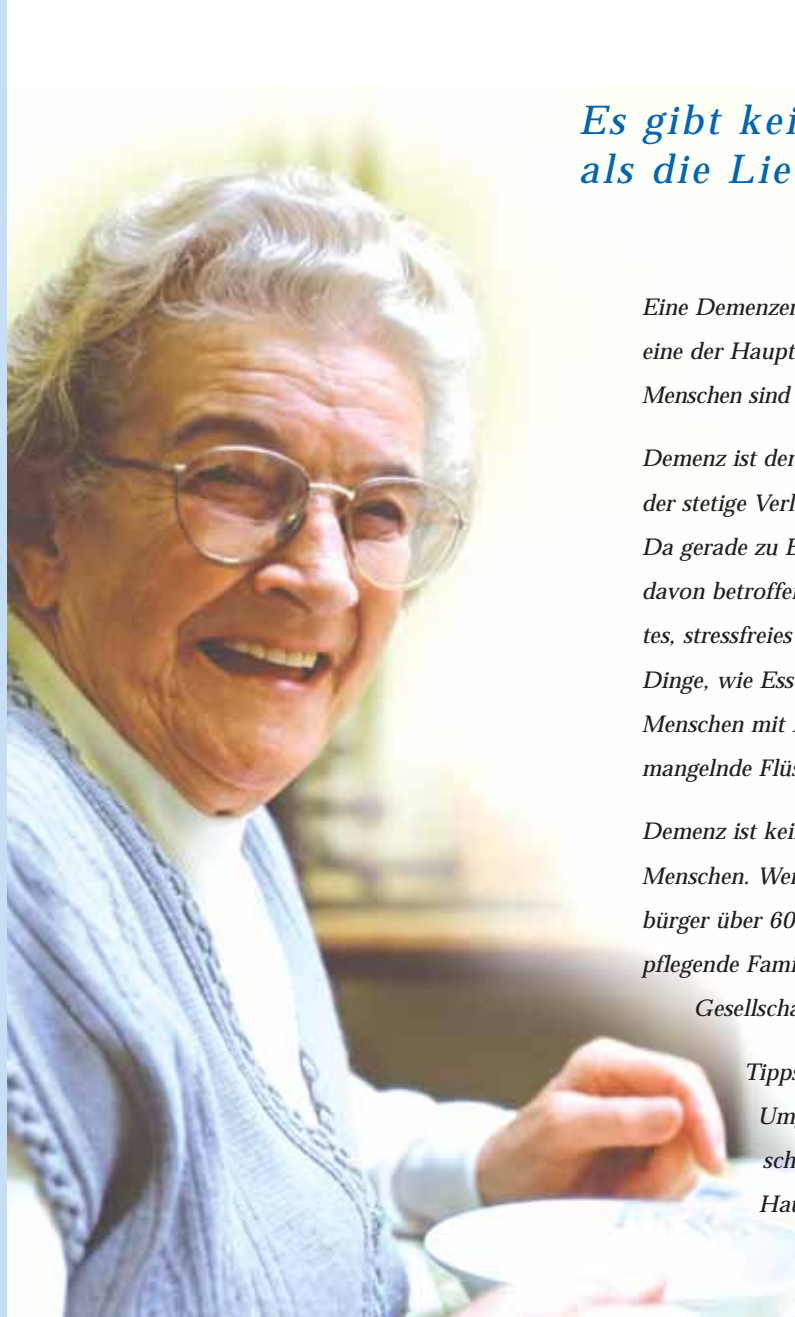 Es gibt kei
als die Lie
Eine Demenzer
eine der Haupt
Menschen sind
Demenz ist der
der stetige Verl
Da gerade zu B
davon betroffen
tes, stressfreies
Dinge, wie Ess
Menschen mit
mangelnde Flüs
Demenz ist kei
Menschen. Wer
bürger über 60
pflegende Fami
Gesellscha
Tipps
Um
sch
Hau